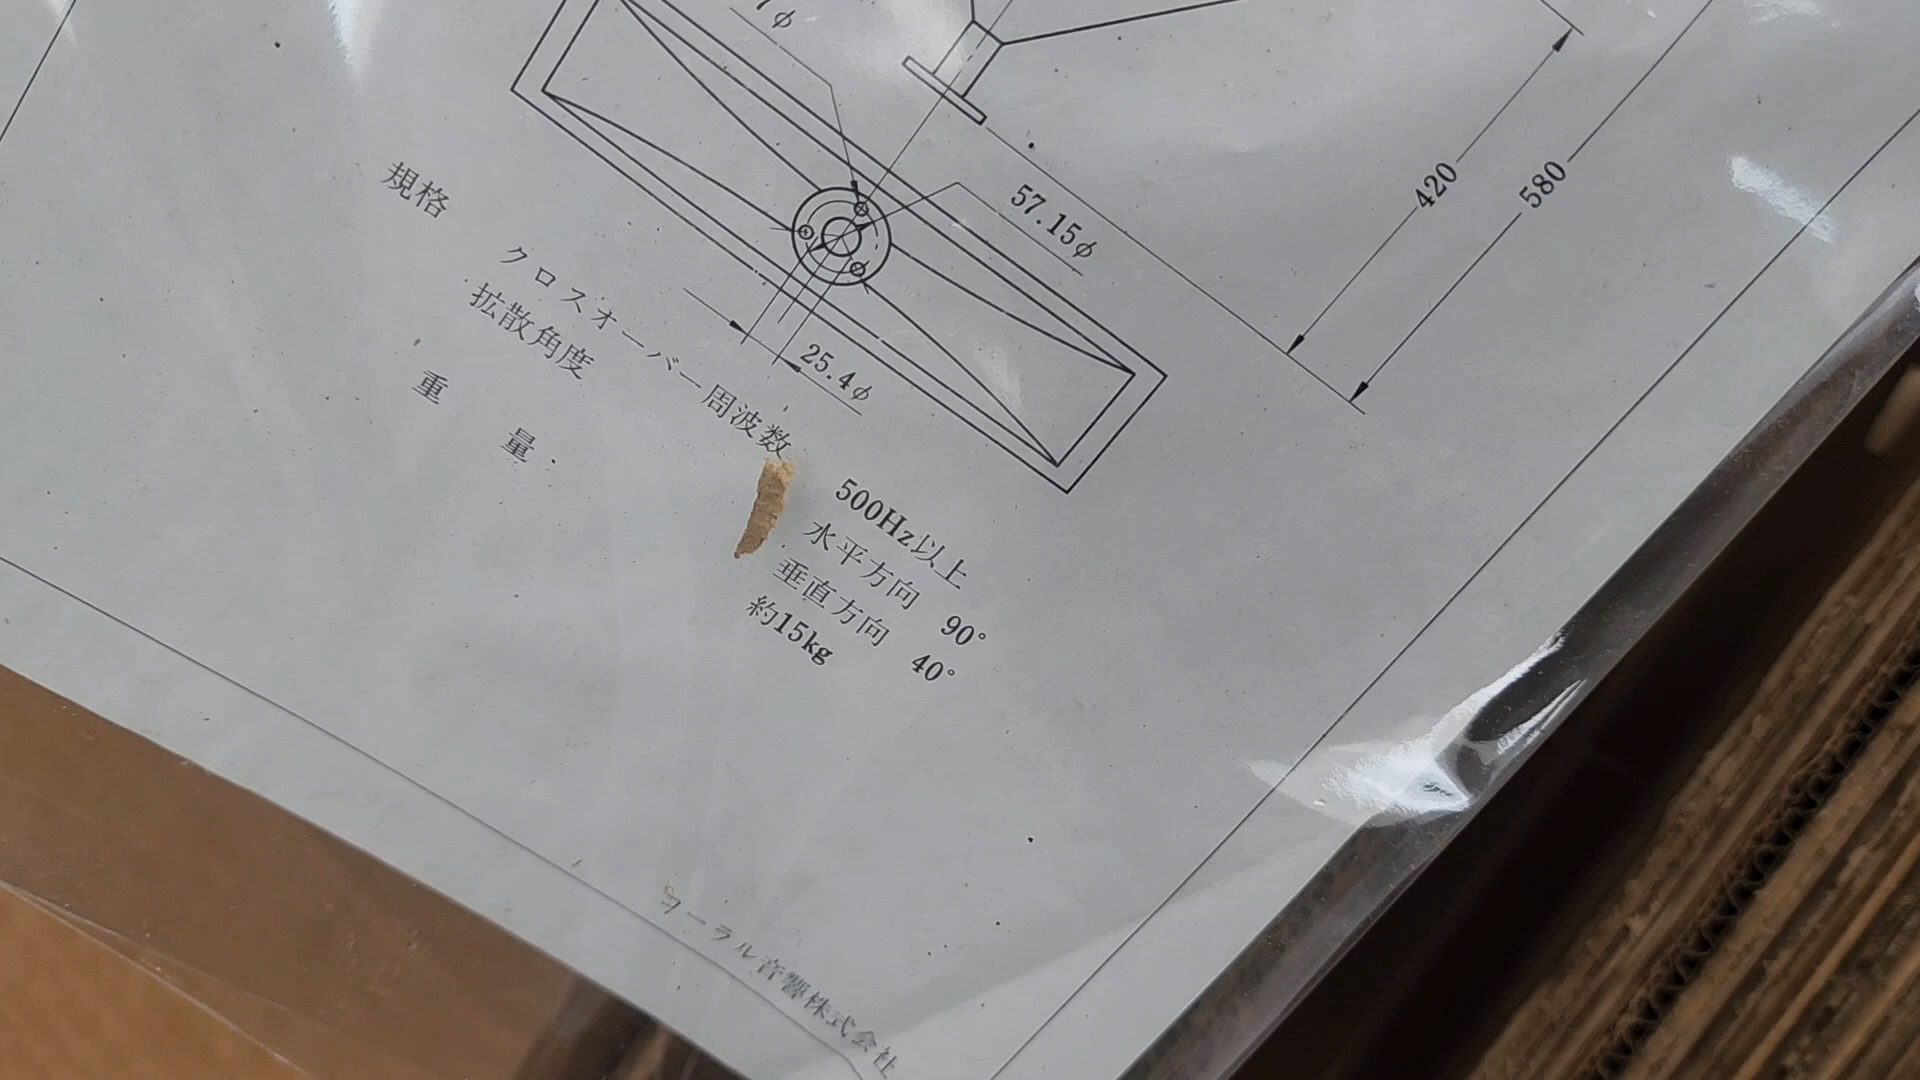 7φ
420
580
57.15φ
25.4φ
規格
クロスオーバー周波数 500Hz以上
拡散角度 水平方向 90°
垂直方向 40°
重量 約15kg
ーラル音響株式会社